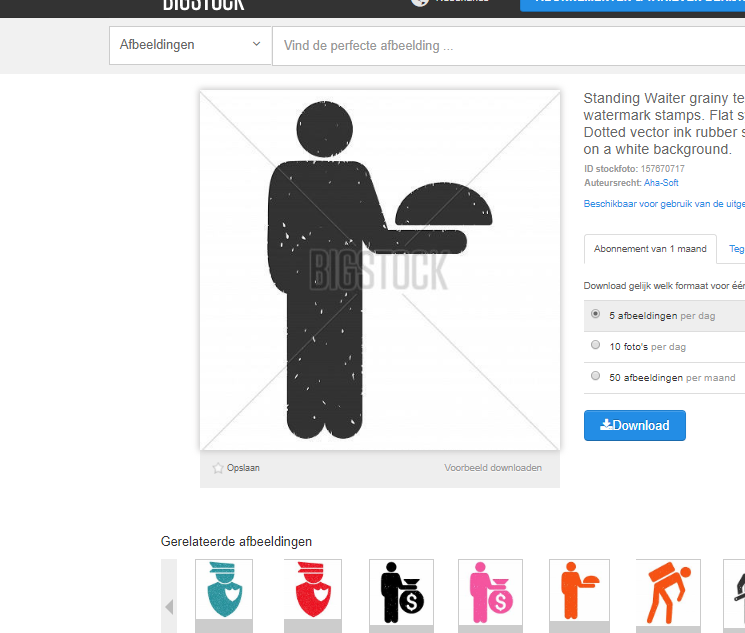 BIGSTOCK
Afbeeldingen
Vind de perfecte afbeelding ...
Standing Waiter grainy te
watermark stamps. Flat s
Dotted vector ink rubber s
on a white background.
ID stockfoto: 157670717
Auteursrecht: Aha-Soft
Beschikbaar voor gebruik van de uitge
Abonnement van 1 maand
Teg
Download gelijk welk formaat voor één
5 afbeeldingen per dag
10 foto's per dag
50 afbeeldingen per maand
Download
BIGSTOCK
Opslaan
Voorbeeld downloaden
Gerelateerde afbeeldingen
$
$